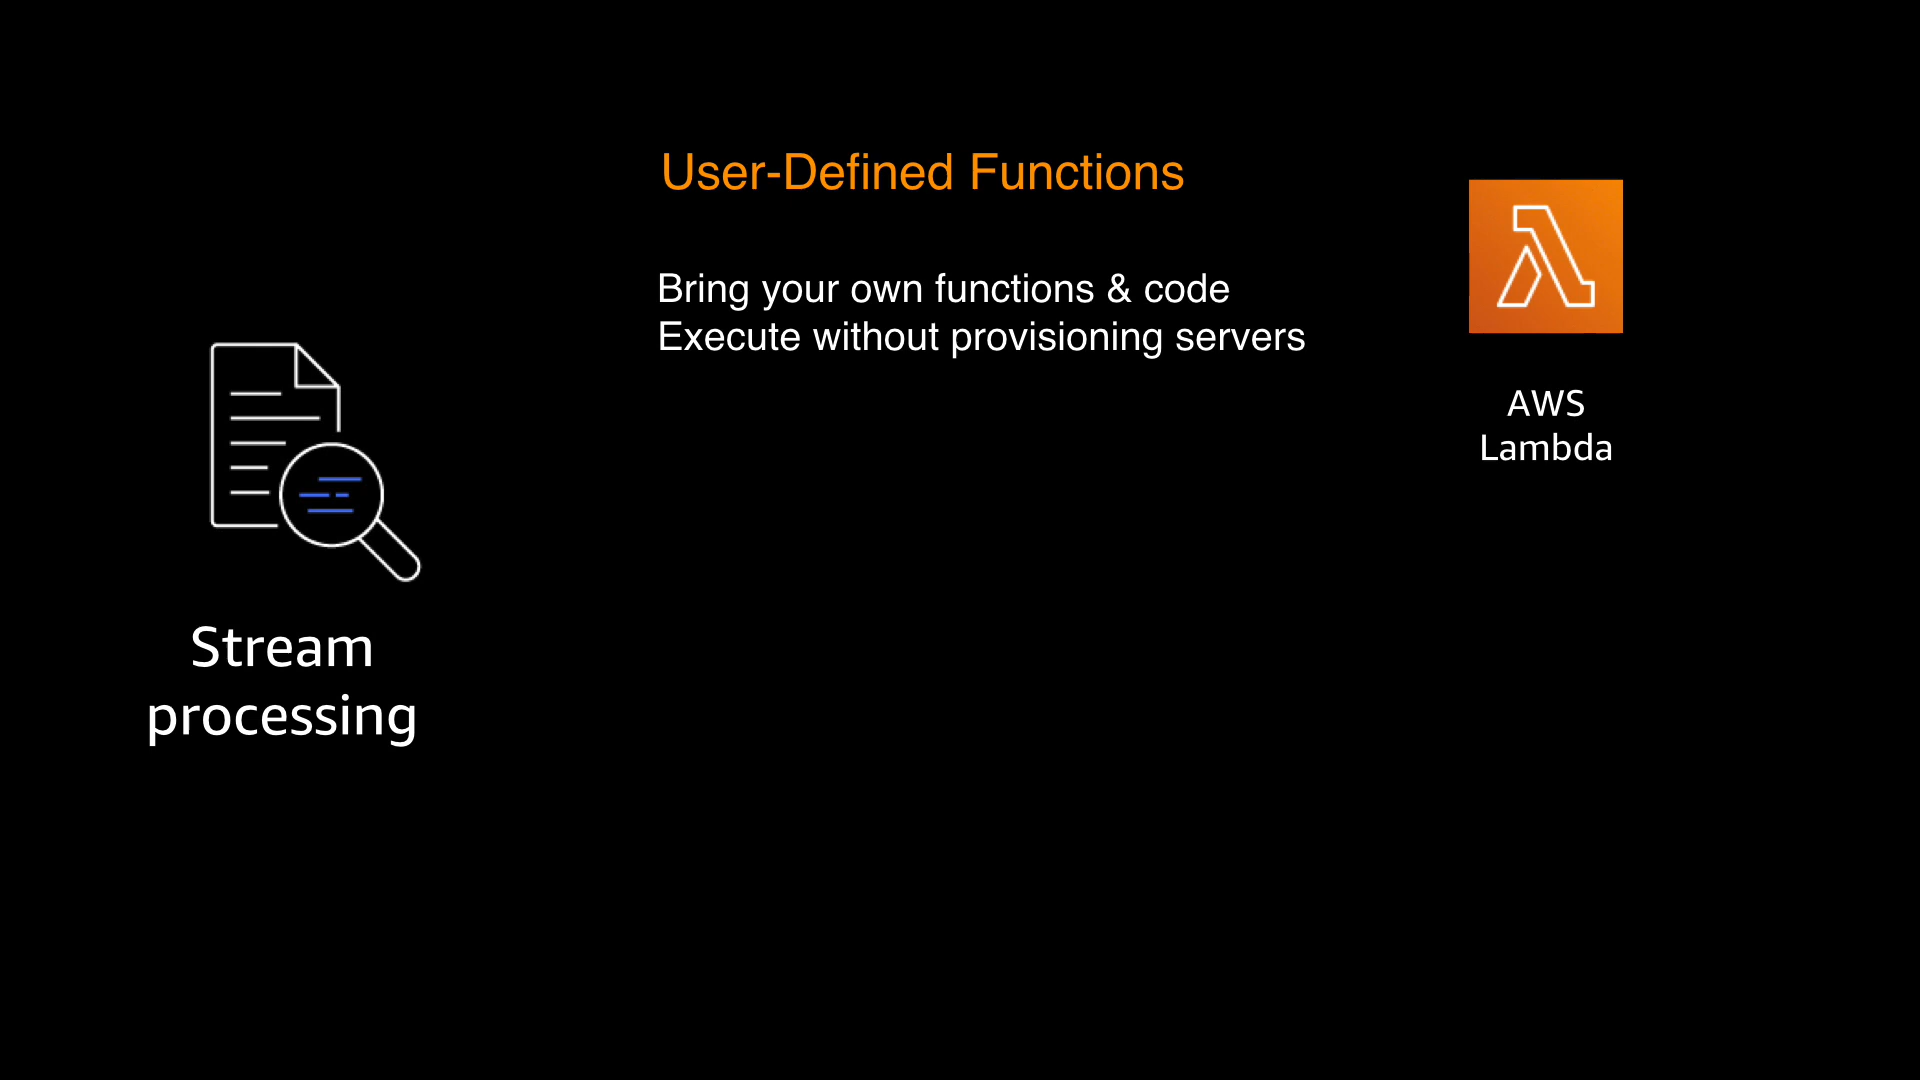 User-Defined Functions
Bring your own functions & code
Execute without provisioning servers
AWS
Lambda
Stream
processing